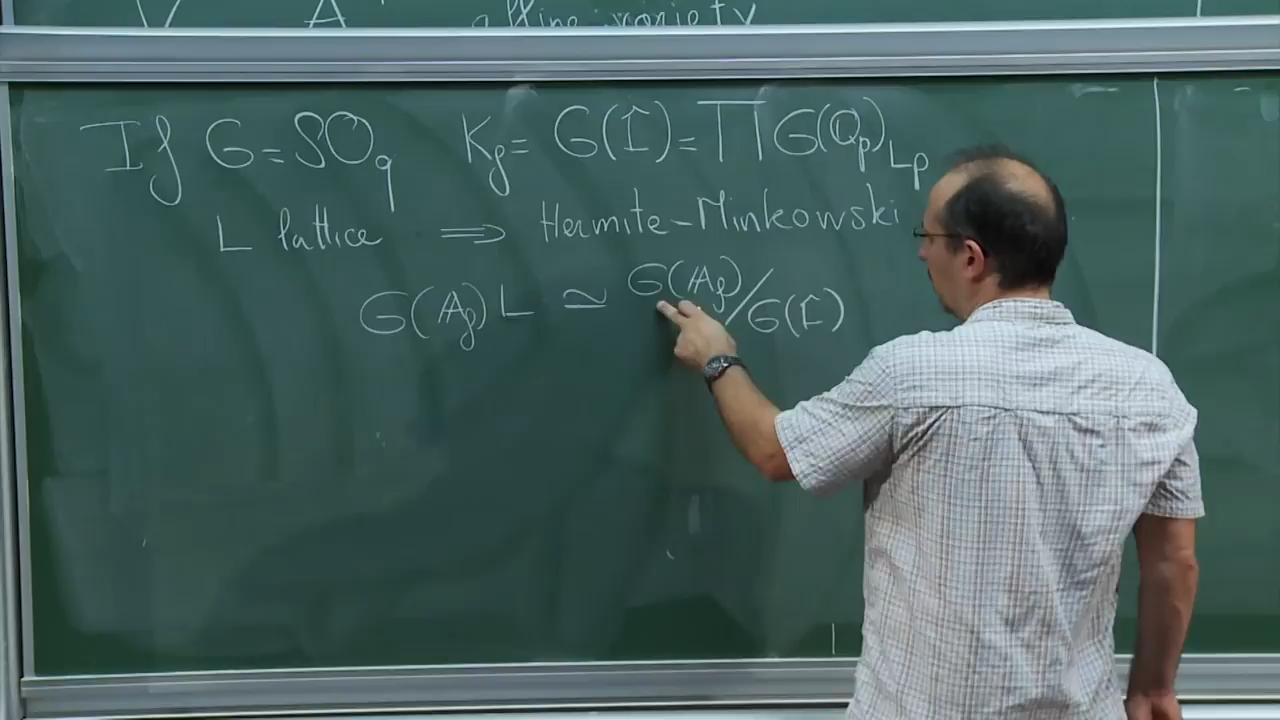 V A affine variety
If G = SO_q K_f = G(L̂) = ∏ G(Q_p)_{L_p}
L lattice ⟹ Hermite-Minkowski
G(A_f) L ≃ G(A_f)/G(L̂)